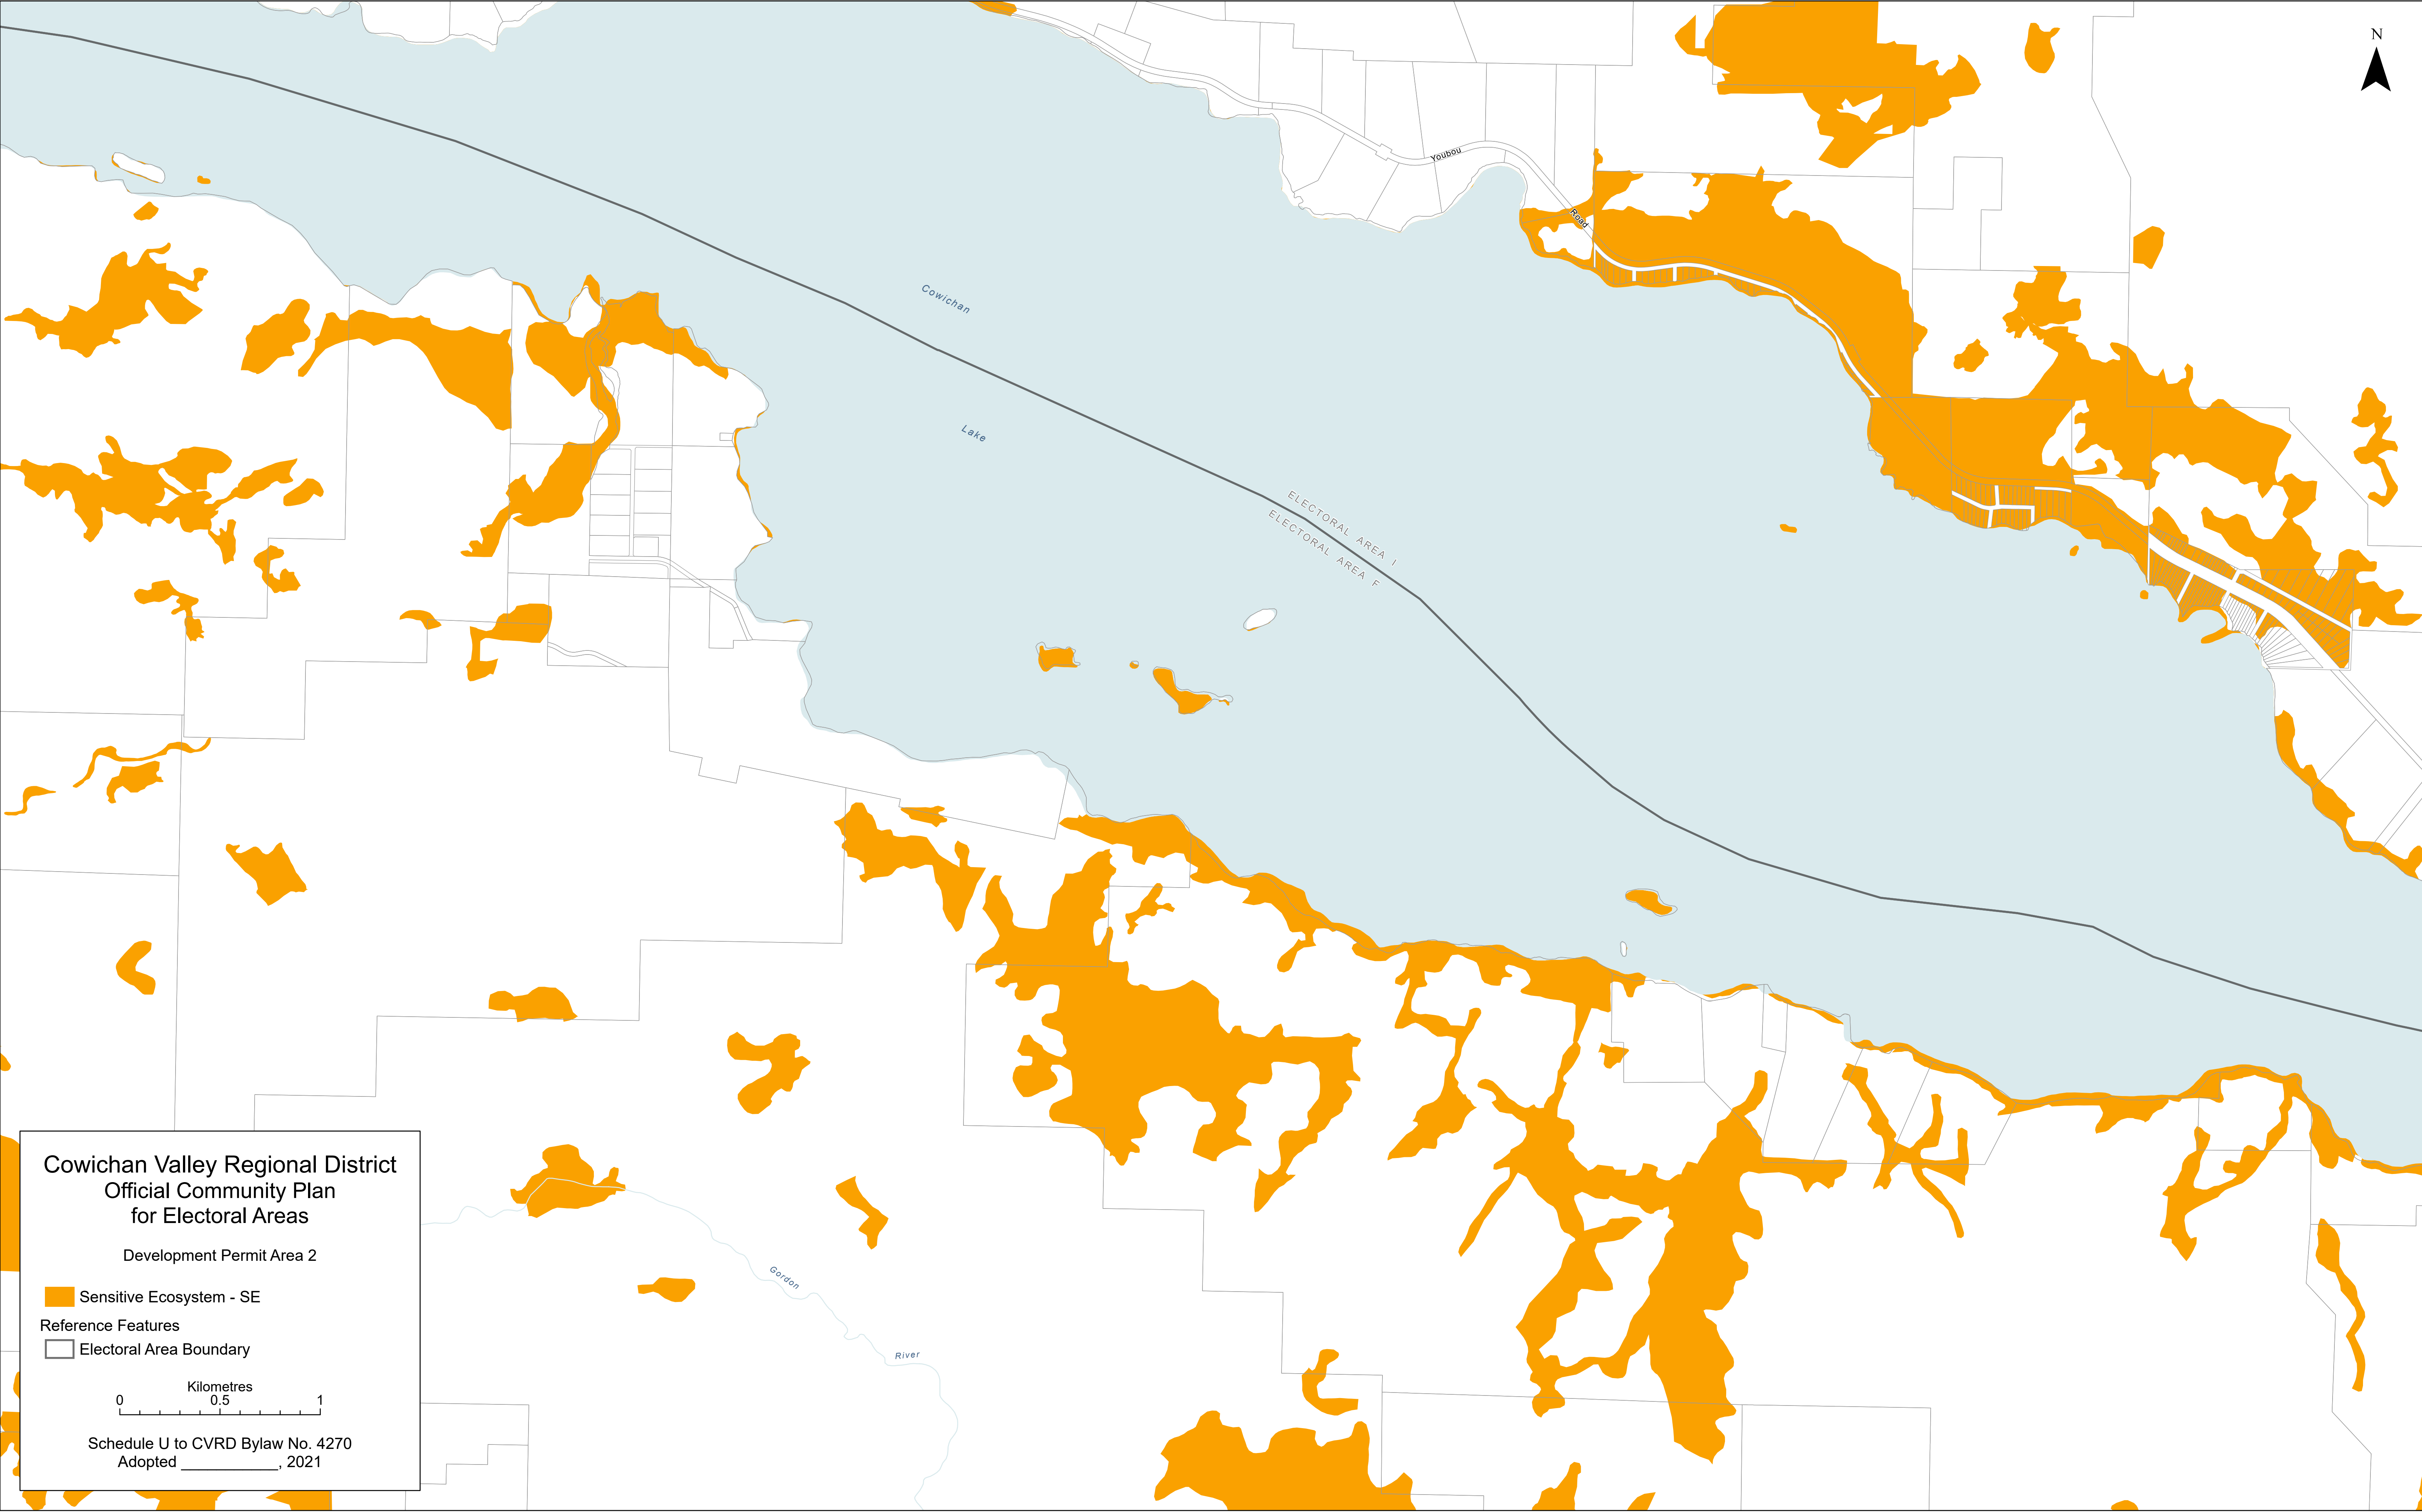 N
Youbou
Road
Cowichan
Lake
ELECTORAL AREA I
ELECTORAL AREA F
Gordon
River
Cowichan Valley Regional District
Official Community Plan
for Electoral Areas
Development Permit Area 2
Sensitive Ecosystem - SE
Reference Features
Electoral Area Boundary
Kilometres
0 0.5 1
Schedule U to CVRD Bylaw No. 4270
Adopted ____________, 2021